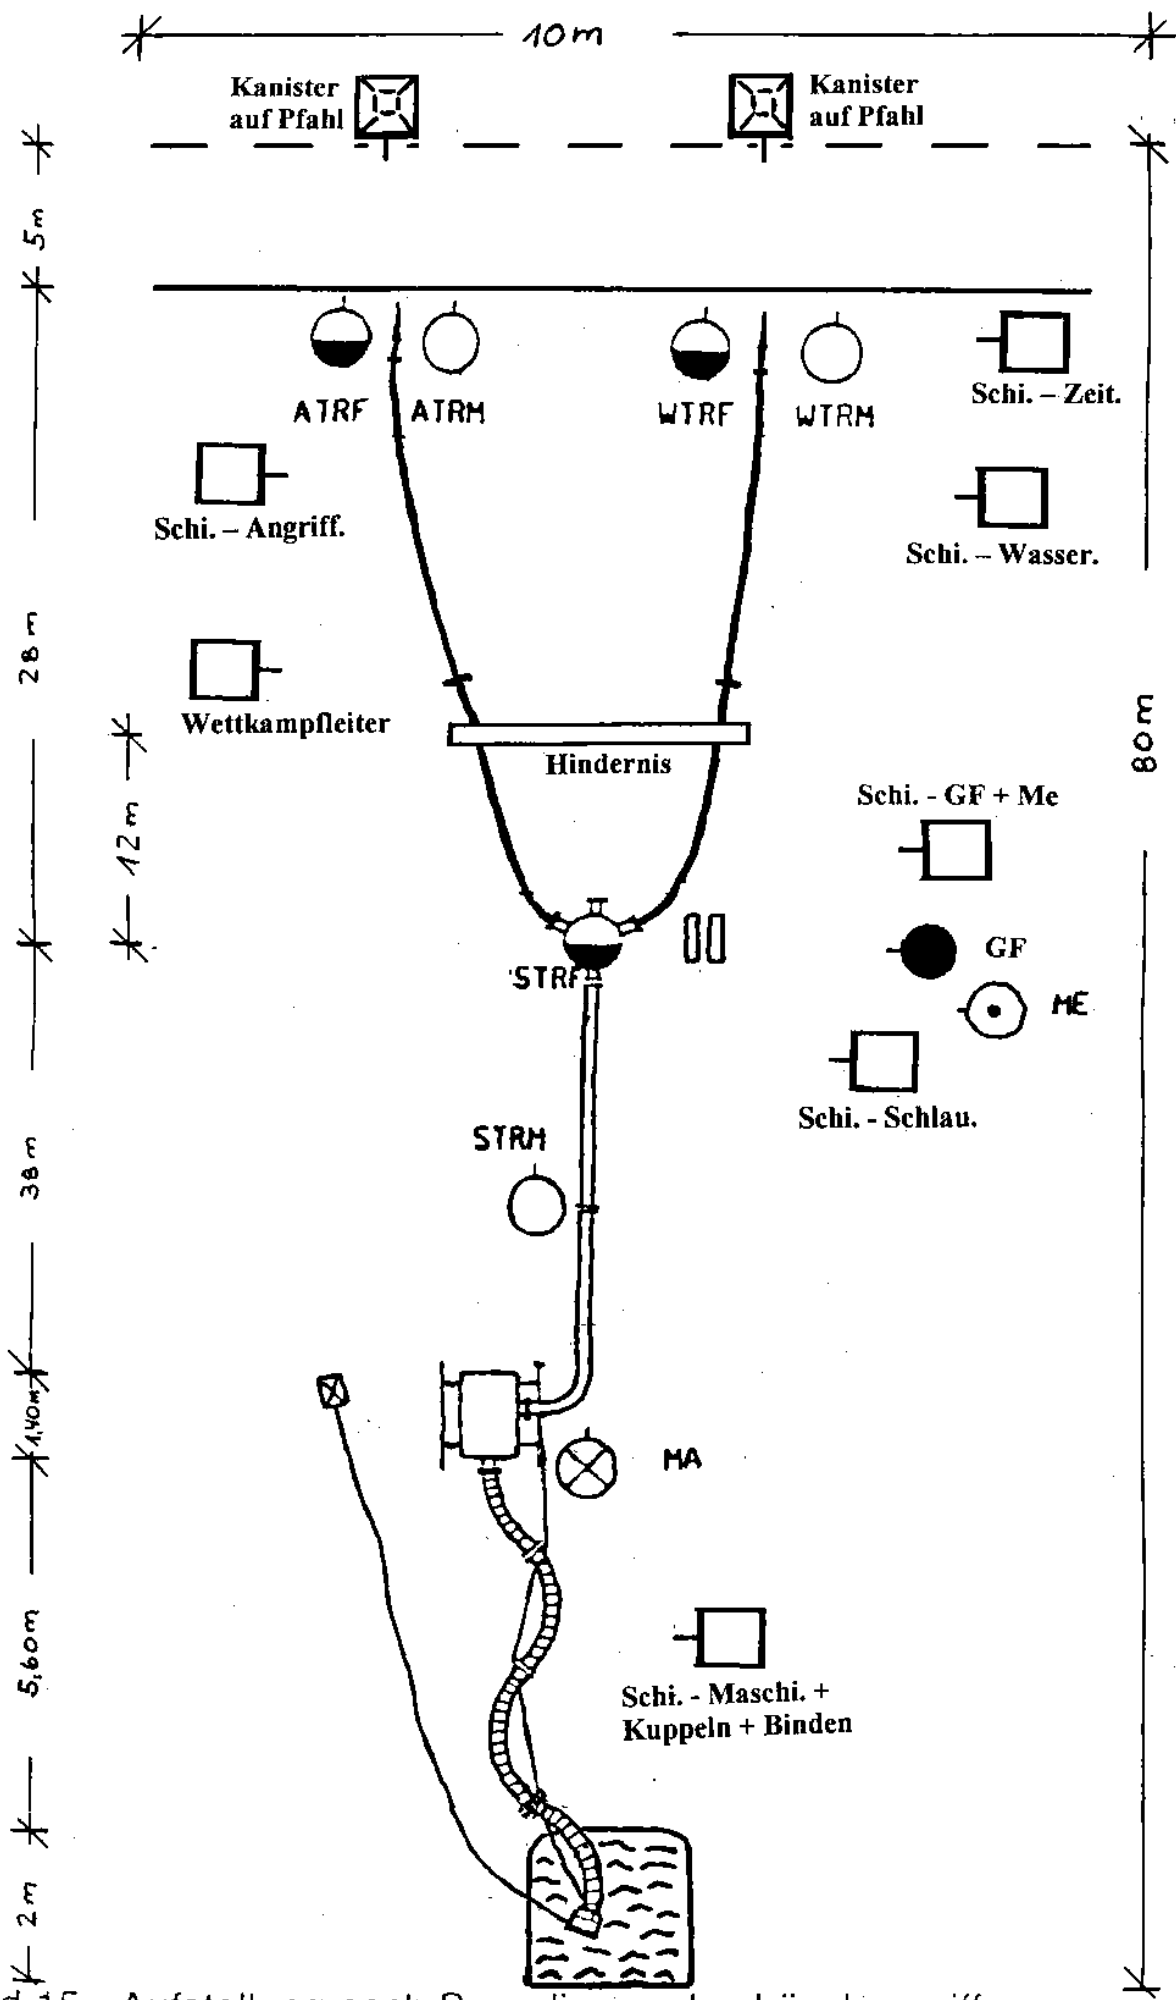 10m
Kanister
auf Pfahl
Kanister
auf Pfahl
5m
ATRF
ATRM
WTRF
WTRM
Schi. – Zeit.
Schi. – Angriff.
Schi. – Wasser.
28m
Wettkampfleiter
80m
Hindernis
12m
Schi. - GF + Me
GF
STRF
ME
Schi. - Schlau.
STRM
38m
1,40m
MA
5,60m
Schi. - Maschi. +
Kuppeln + Binden
2m